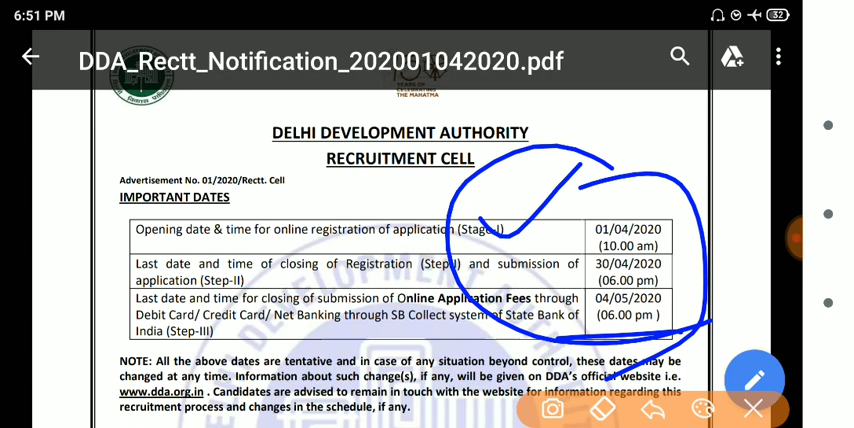 6:51 PM
32
DDA_Rectt_Notification_202001042020.pdf
YEARS OF
CELEBRATING
THE MAHATMA
DELHI DEVELOPMENT AUTHORITY
RECRUITMENT CELL
Advertisement No. 01/2020/Rectt. Cell
IMPORTANT DATES
Opening date & time for online registration of application (Stage-I) 01/04/2020
(10.00 am)
Last date and time of closing of Registration (Step-I) and submission of 30/04/2020
application (Step-II) (06.00 pm)
Last date and time for closing of submission of Online Application Fees through 04/05/2020
Debit Card/ Credit Card/ Net Banking through SB Collect system of State Bank of (06.00 pm )
India (Step-III)
NOTE: All the above dates are tentative and in case of any situation beyond control, these dates may be
changed at any time. Information about such change(s), if any, will be given on DDA's official website i.e.
www.dda.org.in . Candidates are advised to remain in touch with the website for information regarding this
recruitment process and changes in the schedule, if any.